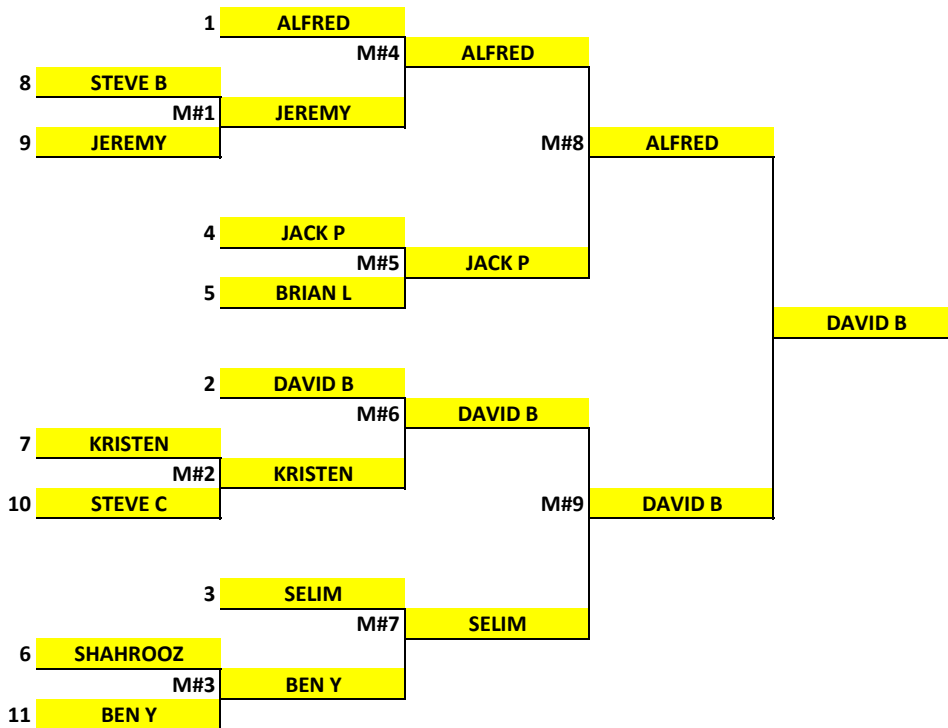 1 ALFRED
M#4 ALFRED
8 STEVE B
M#1 JEREMY
9 JEREMY
M#8 ALFRED
4 JACK P
M#5 JACK P
5 BRIAN L
DAVID B
2 DAVID B
M#6 DAVID B
7 KRISTEN
M#2 KRISTEN
10 STEVE C
M#9 DAVID B
3 SELIM
M#7 SELIM
6 SHAHROOZ
M#3 BEN Y
11 BEN Y